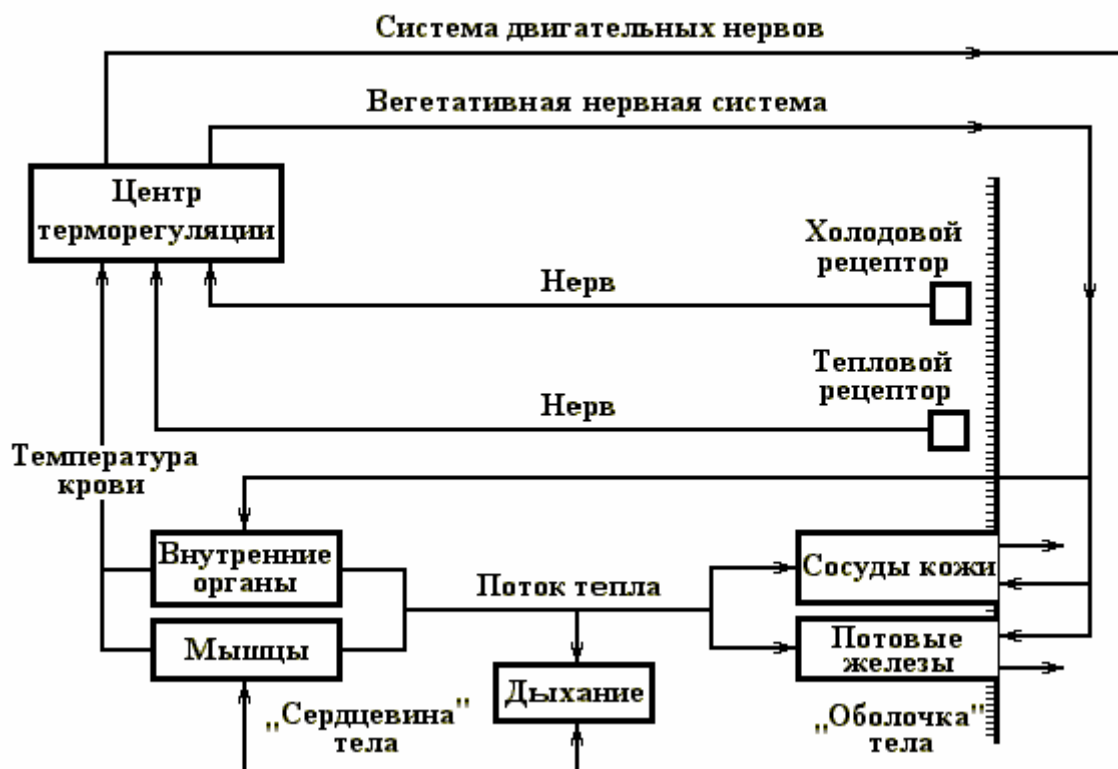 Система двигательных нервов
Вегетативная нервная система
Центр
терморегуляции
Холодовой
рецептор
Нерв
Тепловой
рецептор
Нерв
Температура
крови
Внутренние
органы
Поток тепла
Сосуды кожи
Мышцы
Потовые
железы
Дыхание
„Сердцевина"
тела
„Оболочка"
тела